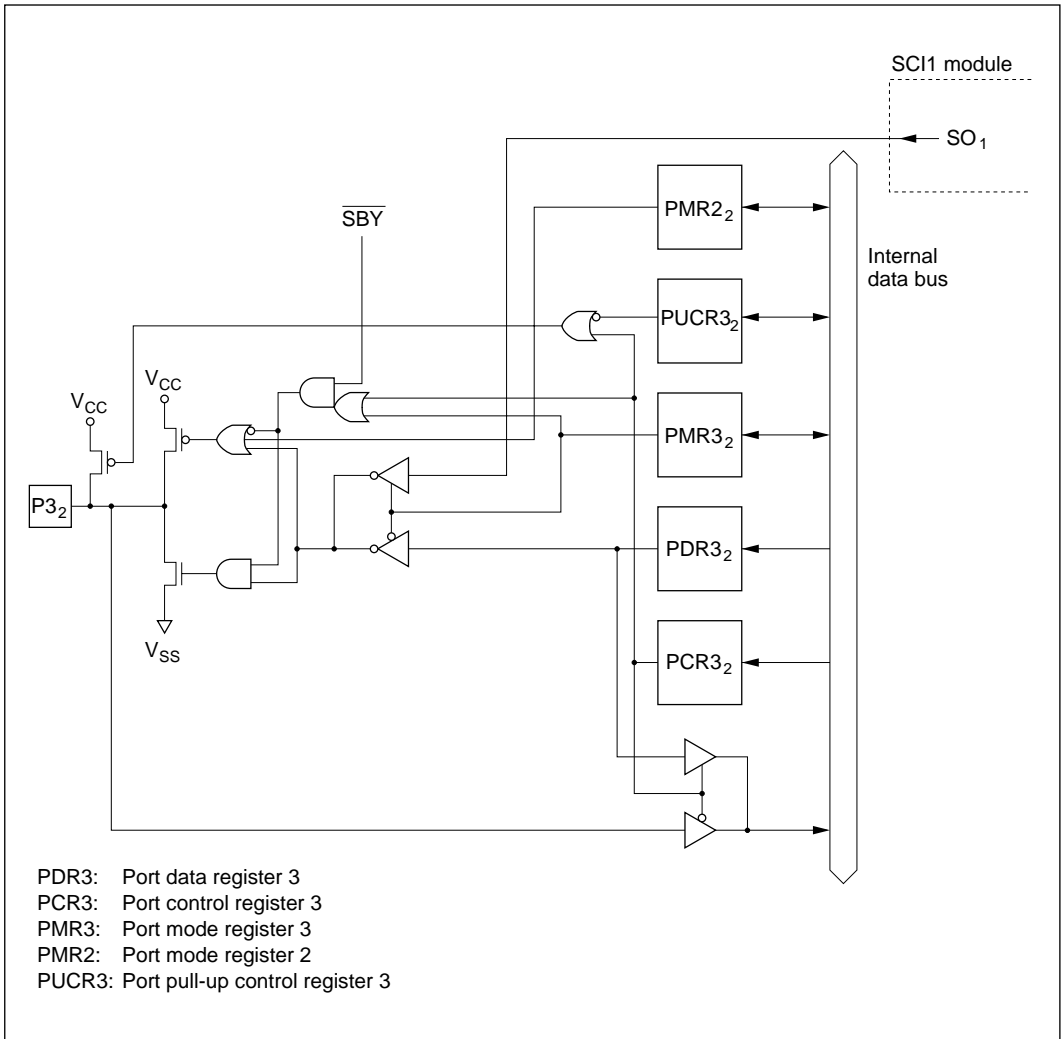 SCI1 module
SO1
PMR22
SBY
Internal
data bus
PUCR32
VCC
VCC
PMR32
P32
PDR32
VSS
PCR32
PDR3: Port data register 3
PCR3: Port control register 3
PMR3: Port mode register 3
PMR2: Port mode register 2
PUCR3: Port pull-up control register 3